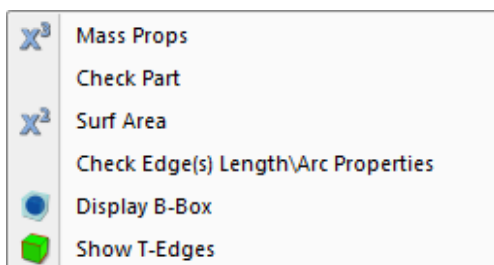 Mass Props
Check Part
Surf Area
Check Edge(s) Length\Arc Properties
Display B-Box
Show T-Edges